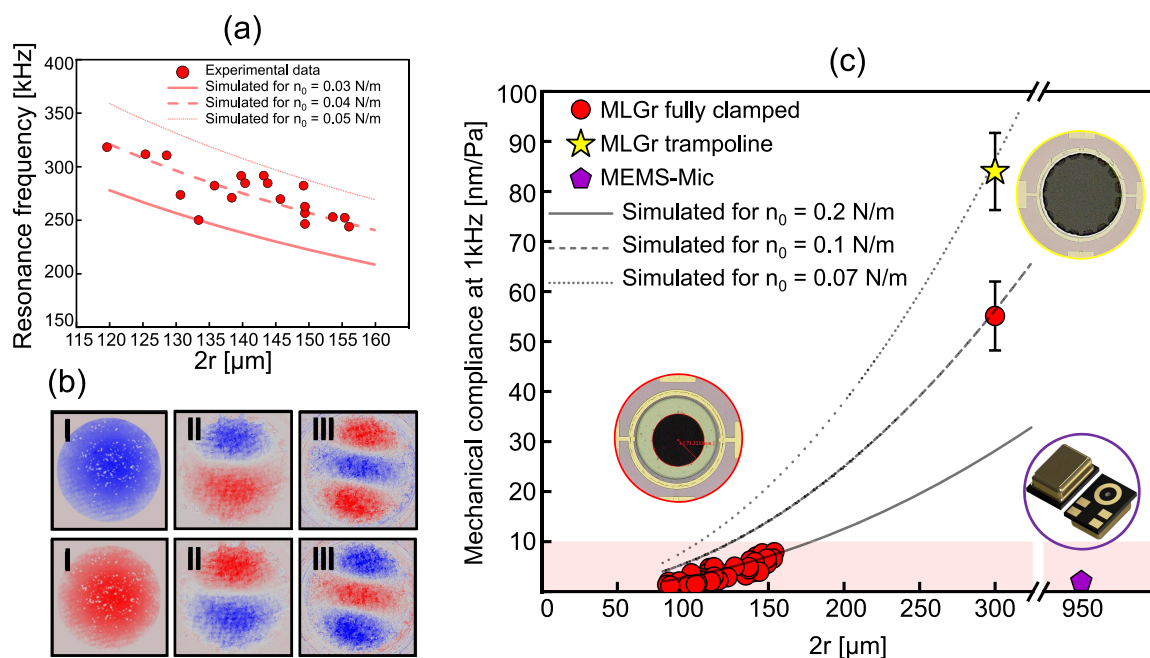 (a)
Resonance frequency [kHz]
400
350
300
250
200
150
Experimental data
Simulated for n₀ = 0.03 N/m
Simulated for n₀ = 0.04 N/m
Simulated for n₀ = 0.05 N/m
115 120 125 130 135 140 145 150 155 160
2r [µm]
(b)
I II III
I II III
(c)
Mechanical compliance at 1kHz [nm/Pa]
100
90
80
70
60
50
40
30
20
10
MLGr fully clamped
MLGr trampoline
MEMS-Mic
Simulated for n₀ = 0.2 N/m
Simulated for n₀ = 0.1 N/m
Simulated for n₀ = 0.07 N/m
0 50 100 150 200 250 300 950
2r [µm]